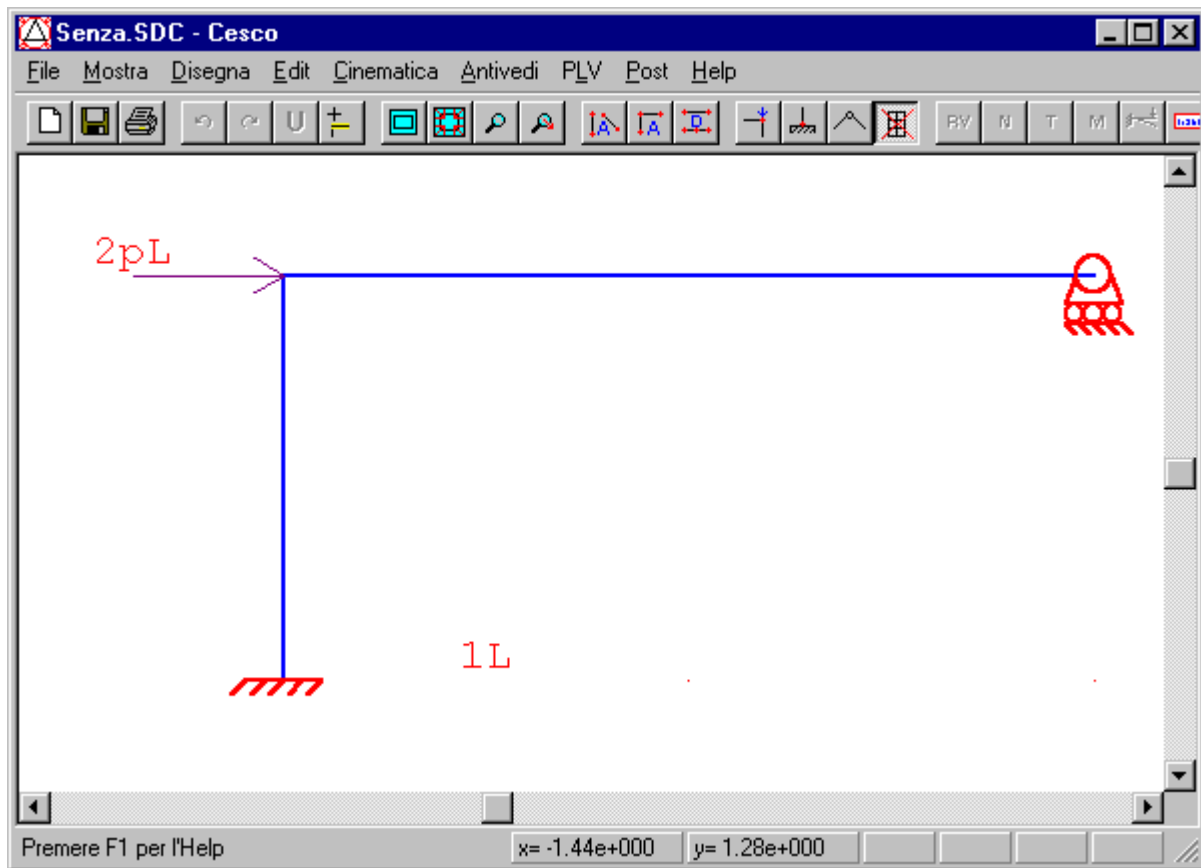 Senza.SDC - Cesco
File Mostra Disegna Edit Cinematica Antivedi PLV Post Help
U A A D RV N T M
2pL
1L
Premere F1 per l'Help x= -1.44e+000 y= 1.28e+000